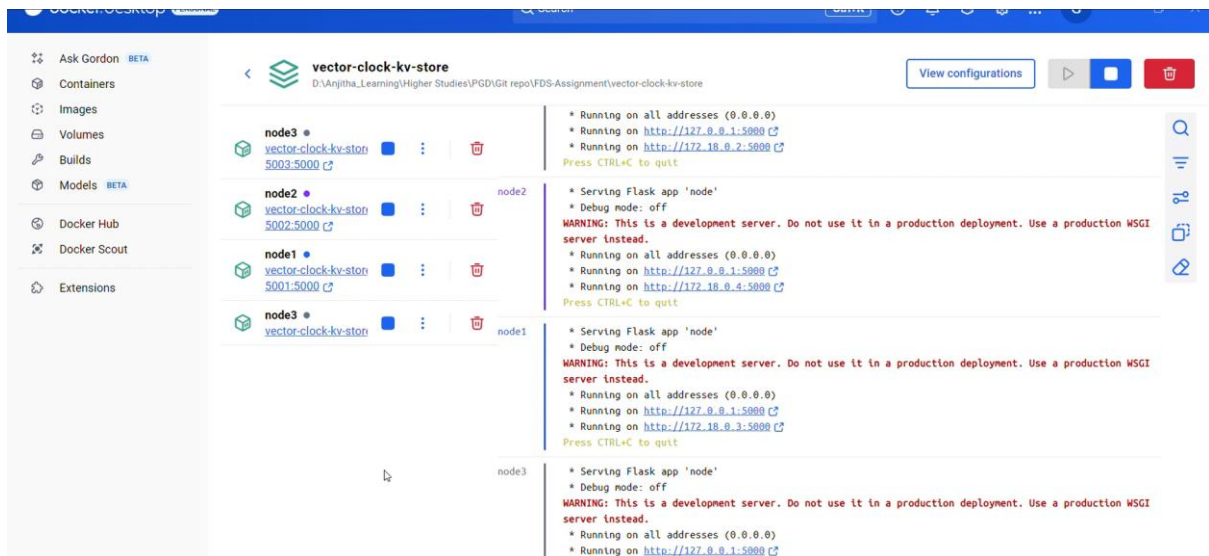 Search
Ask Gordon BETA
Containers
Images
Volumes
Builds
Models BETA
Docker Hub
Docker Scout
Extensions
vector-clock-kv-store
D:\Anjitha_Learning\Higher Studies\PGD\Git repo\FDS-Assignment\vector-clock-kv-store
View configurations
node3
vector-clock-kv-stor
5003:5000
node2
vector-clock-kv-stor
5002:5000
node1
vector-clock-kv-stor
5001:5000
node3
vector-clock-kv-stor
* Running on all addresses (0.0.0.0)
* Running on http://127.0.0.1:5000
* Running on http://172.18.0.2:5000
Press CTRL+C to quit
node2
* Serving Flask app 'node'
* Debug mode: off
WARNING: This is a development server. Do not use it in a production deployment. Use a production WSGI
server instead.
* Running on all addresses (0.0.0.0)
* Running on http://127.0.0.1:5000
* Running on http://172.18.0.4:5000
Press CTRL+C to quit
node1
* Serving Flask app 'node'
* Debug mode: off
WARNING: This is a development server. Do not use it in a production deployment. Use a production WSGI
server instead.
* Running on all addresses (0.0.0.0)
* Running on http://127.0.0.1:5000
* Running on http://172.18.0.3:5000
Press CTRL+C to quit
node3
* Serving Flask app 'node'
* Debug mode: off
WARNING: This is a development server. Do not use it in a production deployment. Use a production WSGI
server instead.
* Running on all addresses (0.0.0.0)
* Running on http://127.0.0.1:5000